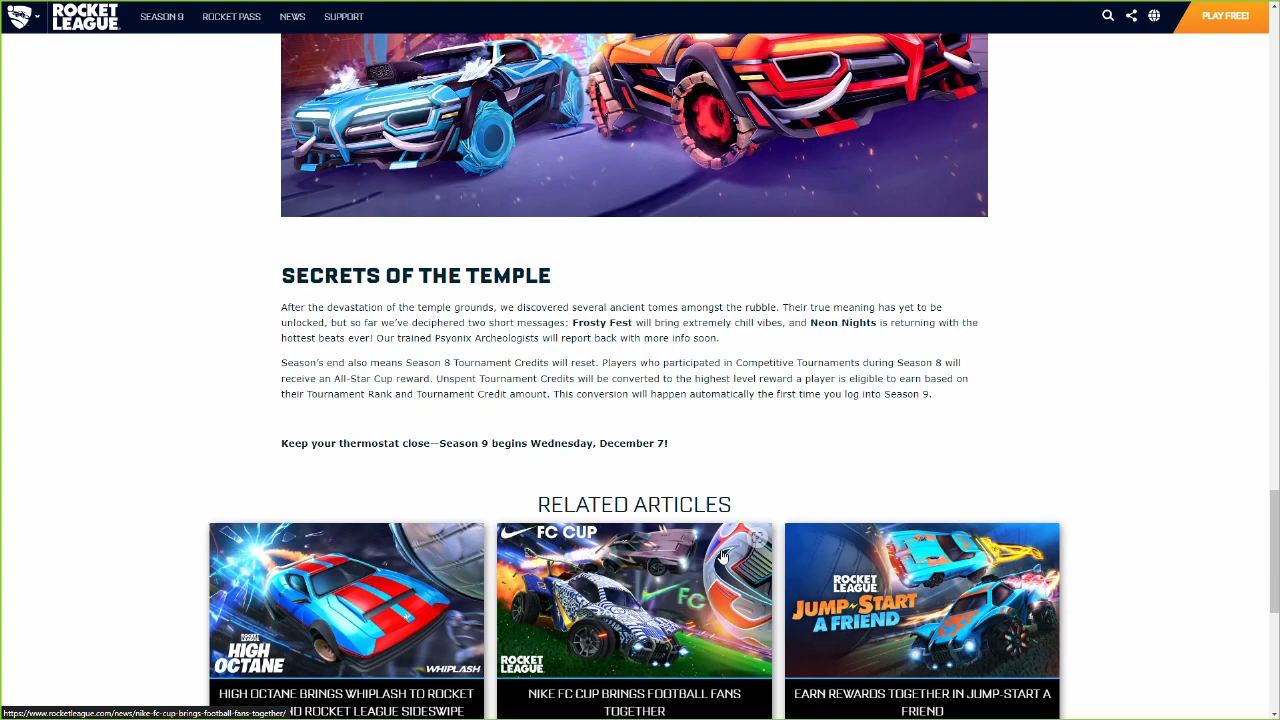 ROCKET
LEAGUE
SEASON 9
ROCKET PASS
NEWS
SUPPORT
PLAY FREE!
SECRETS OF THE TEMPLE
After the devastation of the temple grounds, we discovered several ancient tomes amongst the rubble. Their true meaning has yet to be
unlocked, but so far we've deciphered two short messages: Frosty Fest will bring extremely chill vibes, and Neon Nights is returning with the
hottest beats ever! Our trained Psyonix Archeologists will report back with more info soon.
Season's end also means Season 8 Tournament Credits will reset. Players who participated in Competitive Tournaments during Season 8 will
receive an All-Star Cup reward. Unspent Tournament Credits will be converted to the highest level reward a player is eligible to earn based on
their Tournament Rank and Tournament Credit amount. This conversion will happen automatically the first time you log into Season 9.
Keep your thermostat close—Season 9 begins Wednesday, December 7!
RELATED ARTICLES
ROCKET
LEAGUE
HIGH
OCTANE
WHIPLASH
HIGH OCTANE BRINGS WHIPLASH TO ROCKET
ND ROCKET LEAGUE SIDESWIPE
FC CUP
FC
ROCKET
LEAGUE
NIKE FC CUP BRINGS FOOTBALL FANS
TOGETHER
ROCKET
LEAGUE
JUMP-START
A FRIEND
EARN REWARDS TOGETHER IN JUMP-START A
FRIEND
https://www.rocketleague.com/news/nike-fc-cup-brings-football-fans-together/